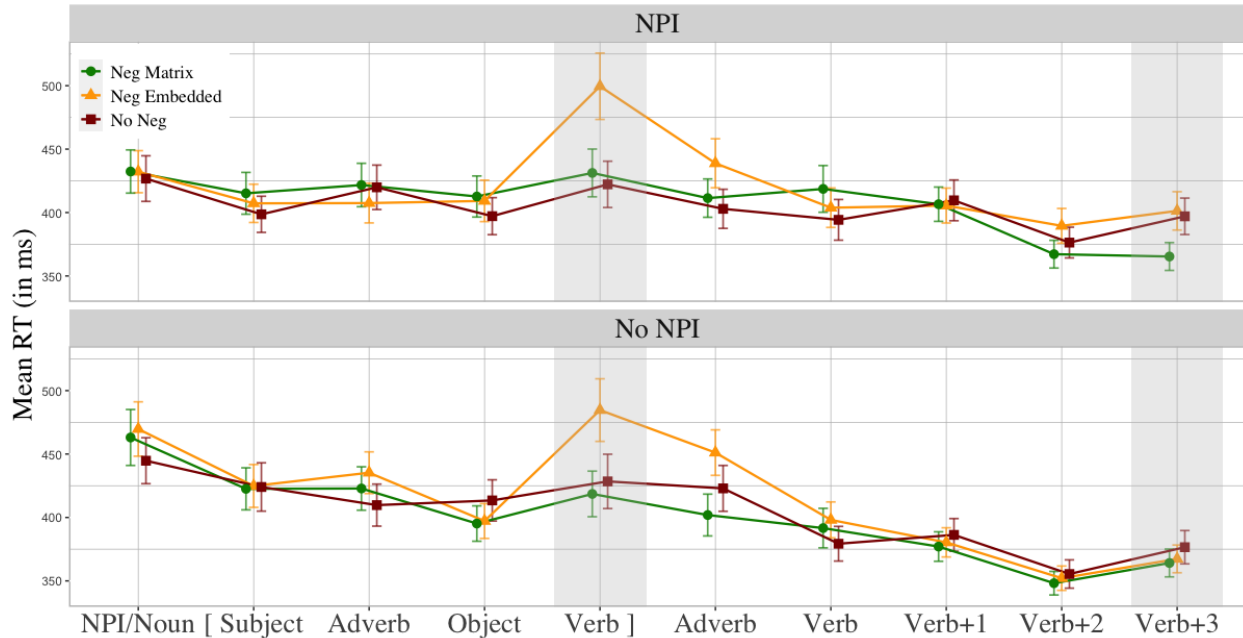 NPI
Neg Matrix
Neg Embedded
No Neg
500
450
400
350
No NPI
500
450
400
350
Mean RT (in ms)
NPI/Noun [ Subject Adverb Object Verb ] Adverb Verb Verb+1 Verb+2 Verb+3